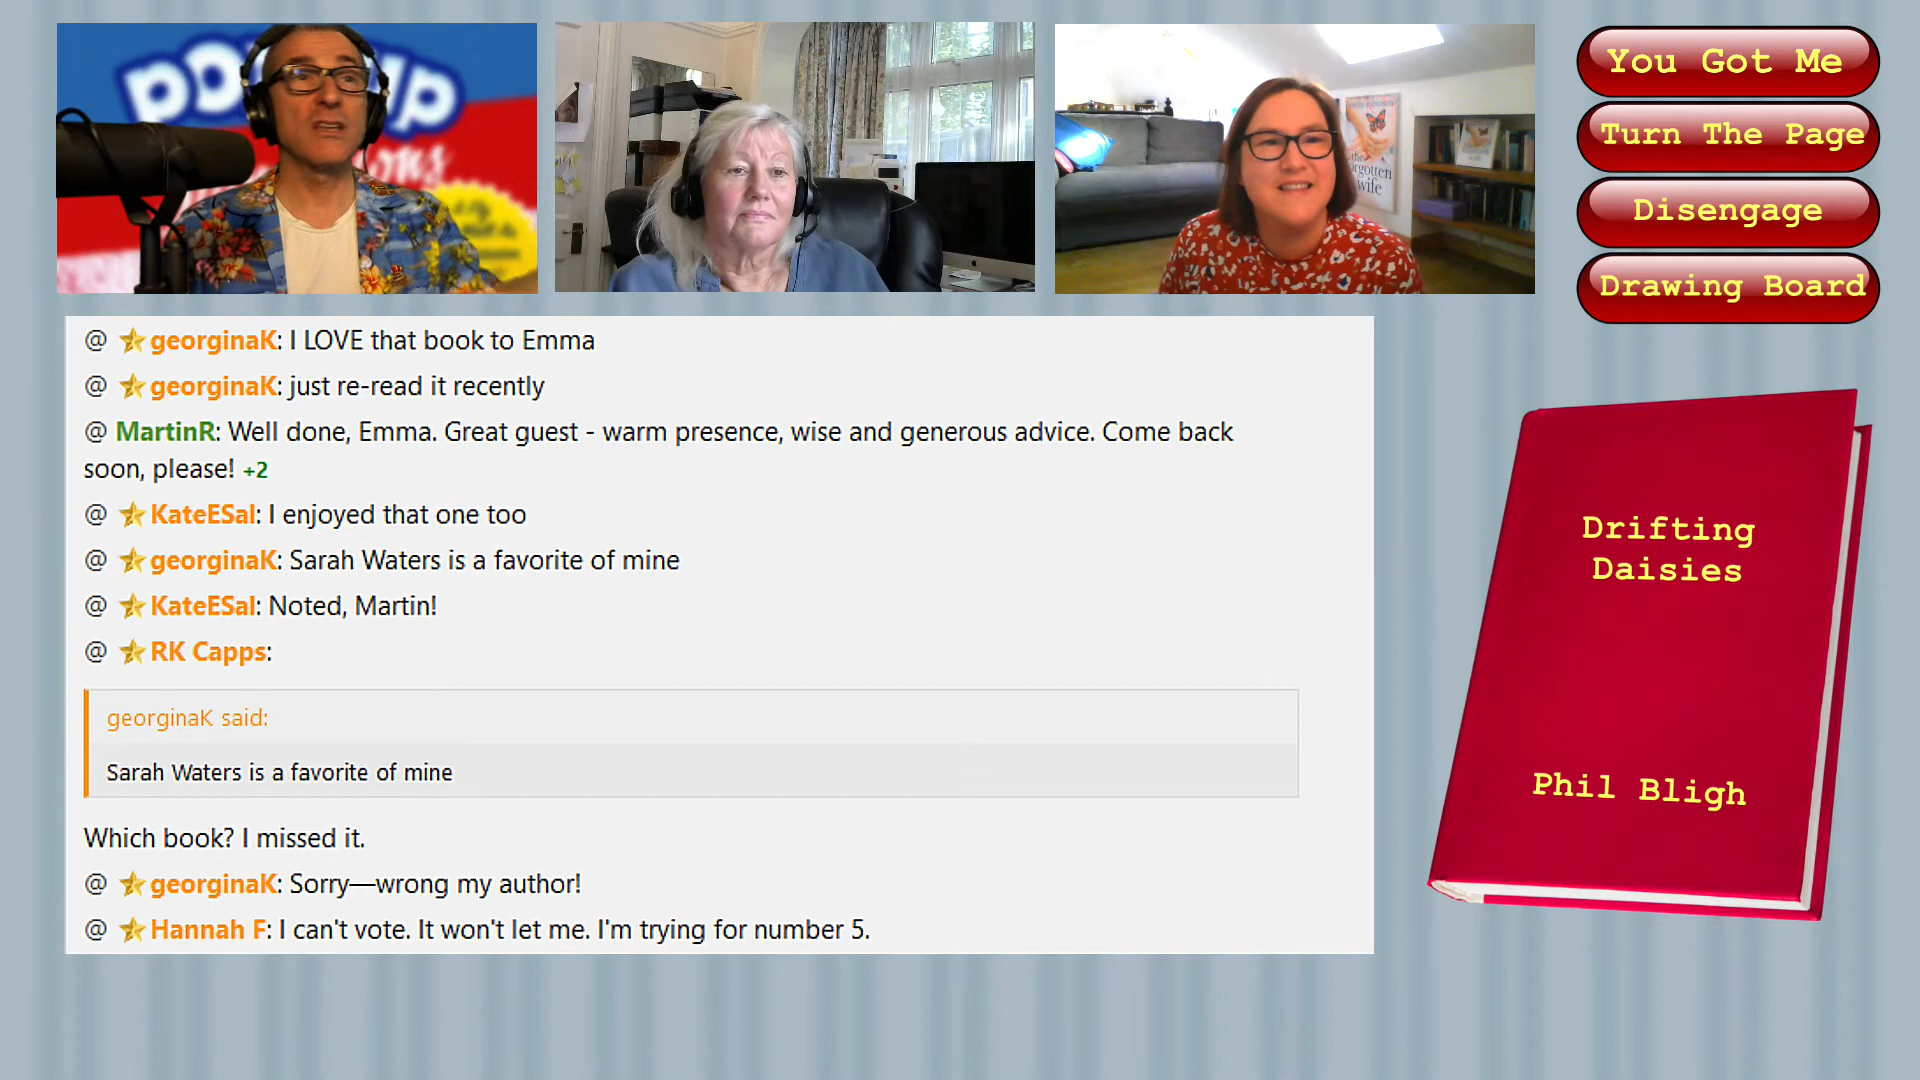 You Got Me
Turn The Page
Disengage
Drawing Board
the
forgotten
wife
@ georginaK: I LOVE that book to Emma
@ georginaK: just re-read it recently
@ MartinR: Well done, Emma. Great guest - warm presence, wise and generous advice. Come back
soon, please! +2
@ KateESal: I enjoyed that one too
@ georginaK: Sarah Waters is a favorite of mine
@ KateESal: Noted, Martin!
@ RK Capps:
georginaK said:
Sarah Waters is a favorite of mine
Which book? I missed it.
@ georginaK: Sorry—wrong my author!
@ Hannah F: I can't vote. It won't let me. I'm trying for number 5.
Drifting
Daisies
Phil Bligh